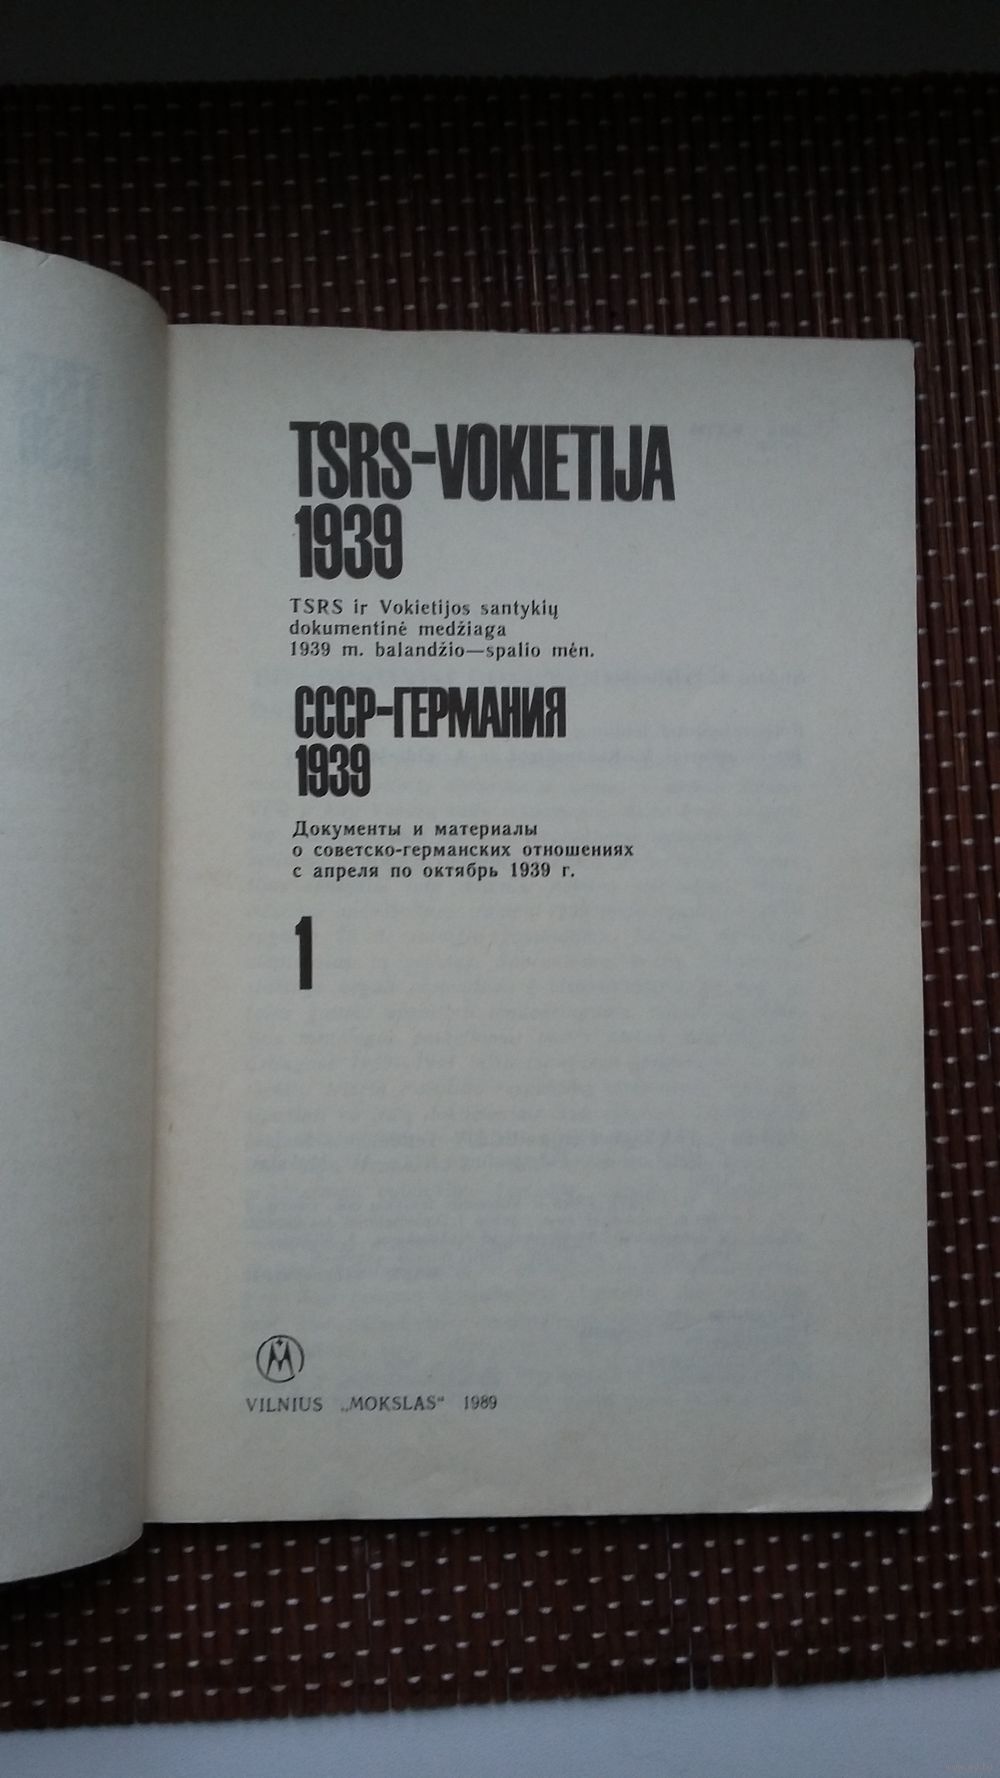 TSRS-VOKIETIJA
1939
TSRS ir Vokietijos santykių
dokumentinė medžiaga
1939 m. balandžio—spalio mėn.
СССР-ГЕРМАНИЯ
1939
Документы и материалы
о советско-германских отношениях
с апреля по октябрь 1939 г.
1
VILNIUS „MOKSLAS“ 1989